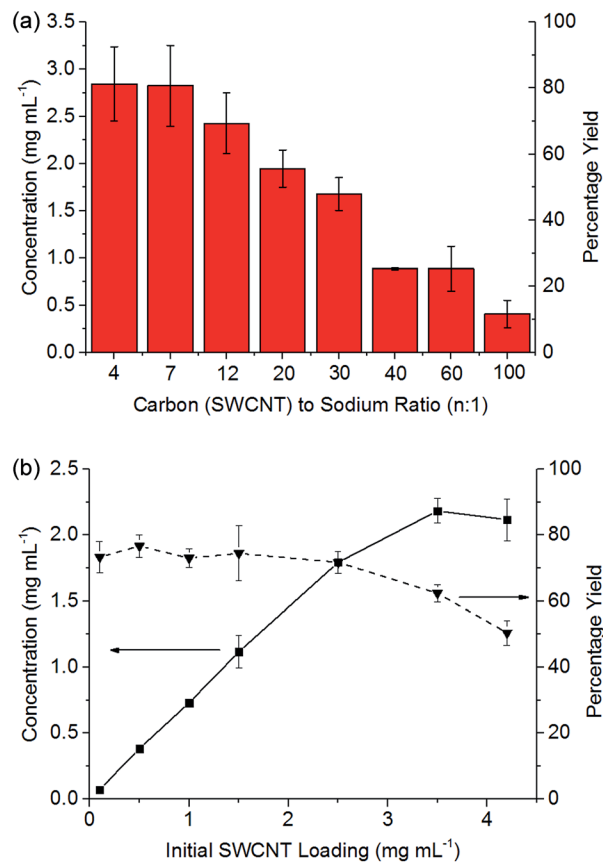 (a)
3.5
3.0
2.5
2.0
1.5
1.0
0.5
0.0
Concentration (mg mL-1)
100
80
60
40
20
0
Percentage Yield
4 7 12 20 30 40 60 100
Carbon (SWCNT) to Sodium Ratio (n:1)
(b)
2.5
2.0
1.5
1.0
0.5
0.0
Concentration (mg mL-1)
100
80
60
40
20
0
Percentage Yield
0 1 2 3 4
Initial SWCNT Loading (mg mL-1)